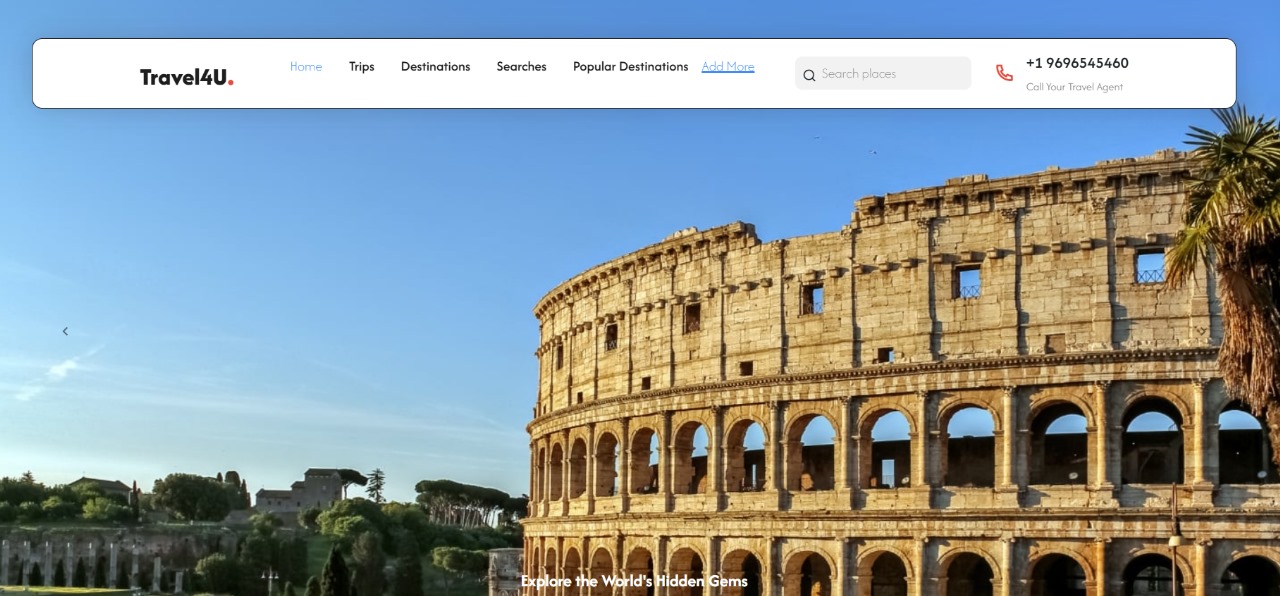 Travel4U.
Home Trips Destinations Searches Popular Destinations Add More
Search places
+1 9696545460
Call Your Travel Agent
Explore the World's Hidden Gems